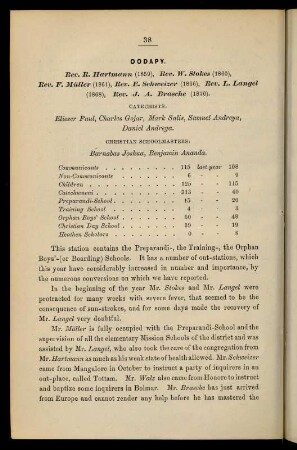 38
OODAPY.
Rev. R. Hartmann (1859), Rev. W. Stokes (1860),
Rev. F. Müller (1861), Rev. E. Schweizer (1866), Rev. L. Langel
(1868), Rev. J. A. Brasche (1870).
CATECHISTS:
Elieser Paul, Charles Gojar, Mark Salis, Samuel Andreya,
Daniel Andreya.
CHRISTIAN SCHOOLMASTERS:
Barnabas Joshua, Benjamin Ananda.
Communicants . . . . . . . . 115 last year 106
Non-Communicants . . . . . . 6 „ 9
Children . . . . . . . . 125 „ 115
Catechumens . . . . . . . 315 „ 40
Preparandi-School . . . . . . 15 „ 20
Training School . . . . . . . 4 „ 3
Orphan Boys' School . . . . . . 50 „ 49
Christian Day School . . . . . . 30 „ 19
Heathen Scholars . . . . . . 0 „ 0
This station contains the Preparandi-, the Training-, the Orphan
Boys'-(or Boarding) Schools. It has a number of out-stations, which
this year have considerably increased in number and importance, by
the numerous conversions on which we have reported.
In the beginning of the year Mr. Stokes and Mr. Langel were
protracted for many weeks with severe fever, that seemed to be the
consequence of sun-strokes, and for some days made the recovery of
Mr. Langel very doubtful.
Mr. Müller is fully occupied with the Preparandi-School and the
supervision of all the elementary Mission Schools of the district and was
assisted by Mr. Langel, who also took the care of the congregation from
Mr. Hartmann as much as his weak state of health allowed. Mr. Schweizer
came from Mangalore in October to instruct a party of inquirers in an
out-place, called Tottam. Mr. Walz also came from Honore to instruct
and baptize some inquirers in Bolmar. Mr. Brasche has just arrived
from Europe and cannot render any help before he has mastered the